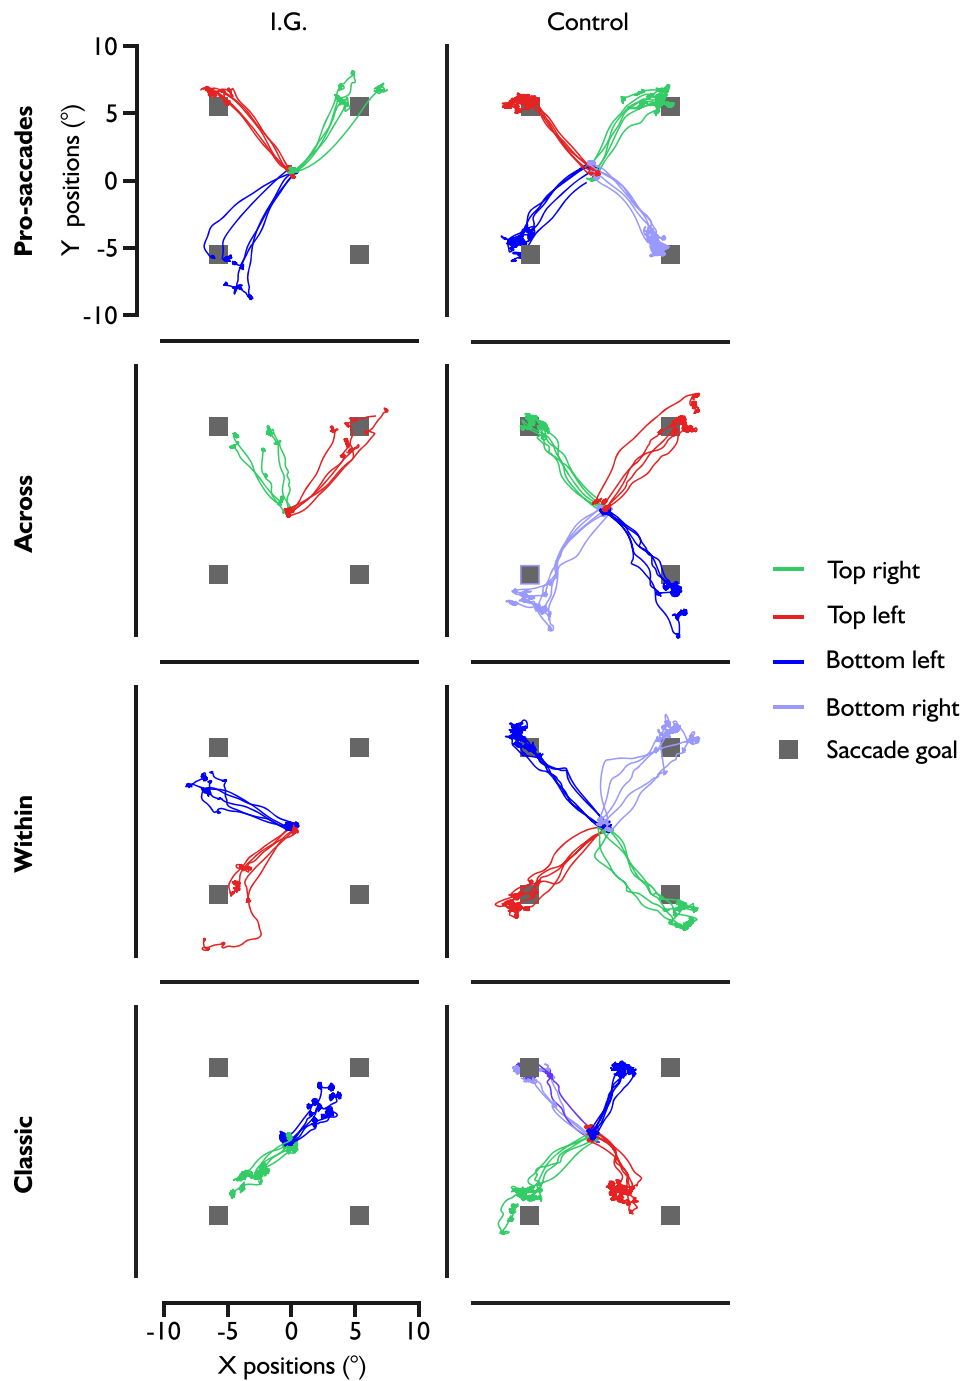 I.G.
Control
Pro-saccades
Y positions (°)
10
5
0
-5
-10
Across
Top right
Top left
Bottom left
Bottom right
Saccade goal
Within
Classic
-10 -5 0 5 10
X positions (°)